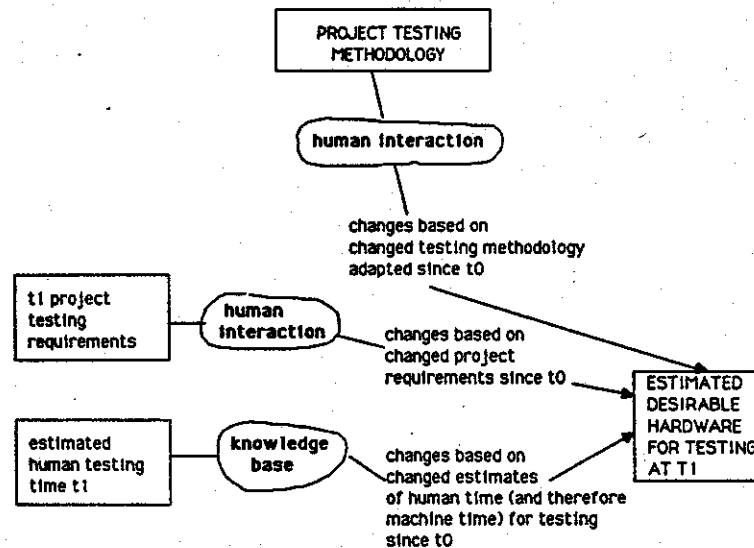 PROJECT TESTING
METHODOLOGY
human interaction
changes based on
changed testing methodology
adapted since t0
t1 project
testing
requirements
human
interaction
changes based on
changed project
requirements since t0
ESTIMATED
DESIRABLE
HARDWARE
FOR TESTING
AT T1
estimated
human testing
time t1
knowledge
base
changes based on
changed estimates
of human time (and therefore
machine time) for testing
since t0